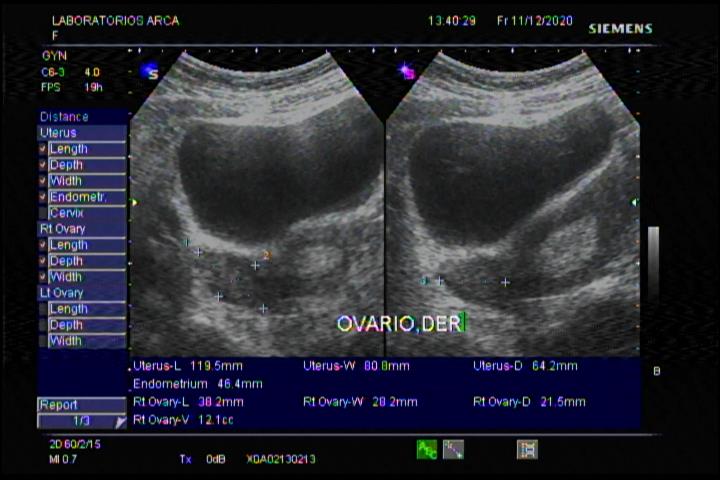 LABORATORIOS ARCA 13:40:29 Fr 11/12/2020 SIEMENS
F
GYN
C6-3 4.0
FPS 19h
S
S
Distance
Uterus
Length
Depth
Width
Endometr.
Cervix
Rt Ovary
Length
Depth
Width
Lt Ovary
Length
Depth
Width
2
OVARIO,DER
Uterus-L 119.5mm Uterus-W 80.8mm Uterus-D 64.2mm
Endometrium 46.4mm
Rt Ovary-L 38.2mm Rt Ovary-W 28.2mm Rt Ovary-D 21.5mm
Rt Ovary-V 12.1cc
B
Report
1/3
2D 60/2/15
MI 0.7 Tx 0dB XDA02130213
ABC